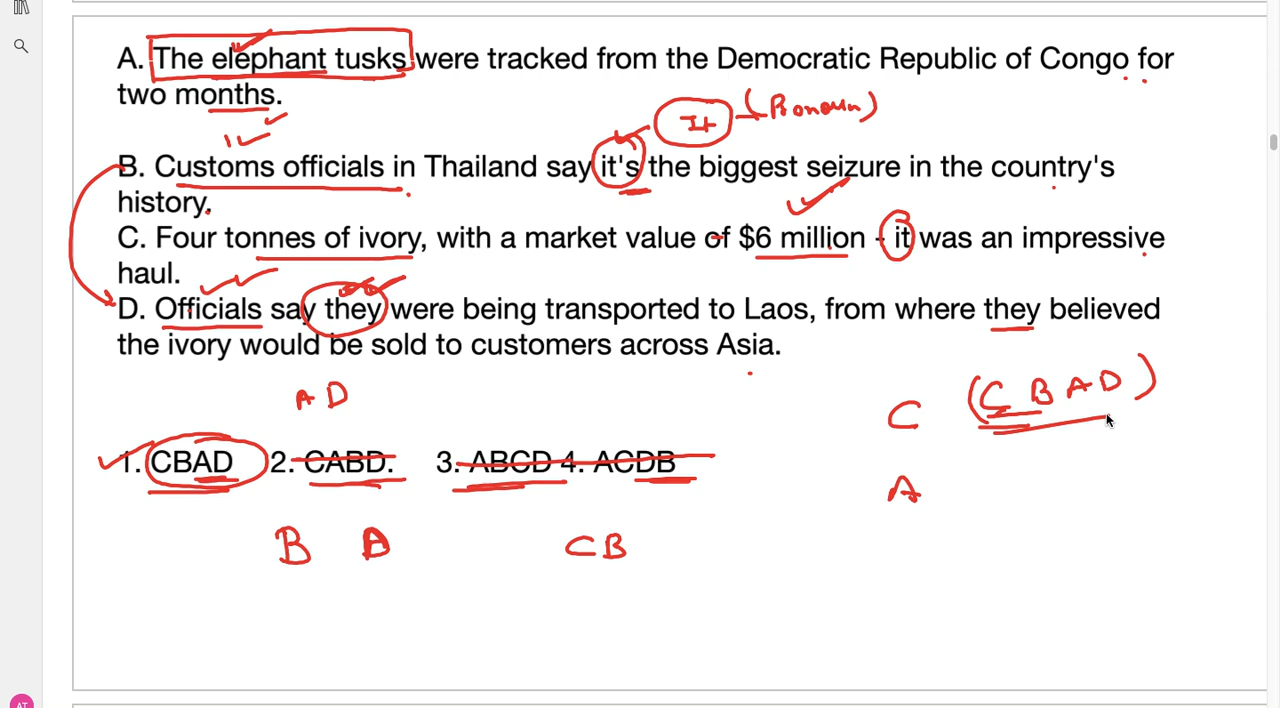 A. The elephant tusks were tracked from the Democratic Republic of Congo for
two months.
It (Pronoun)
B. Customs officials in Thailand say it's the biggest seizure in the country's
history.
C. Four tonnes of ivory, with a market value of $6 million - it was an impressive
haul.
D. Officials say they were being transported to Laos, from where they believed
the ivory would be sold to customers across Asia.
A D
C (CBAD)
1. CBAD 2. CABD. 3. ABCD 4. ACDB
A
B A CB
AT